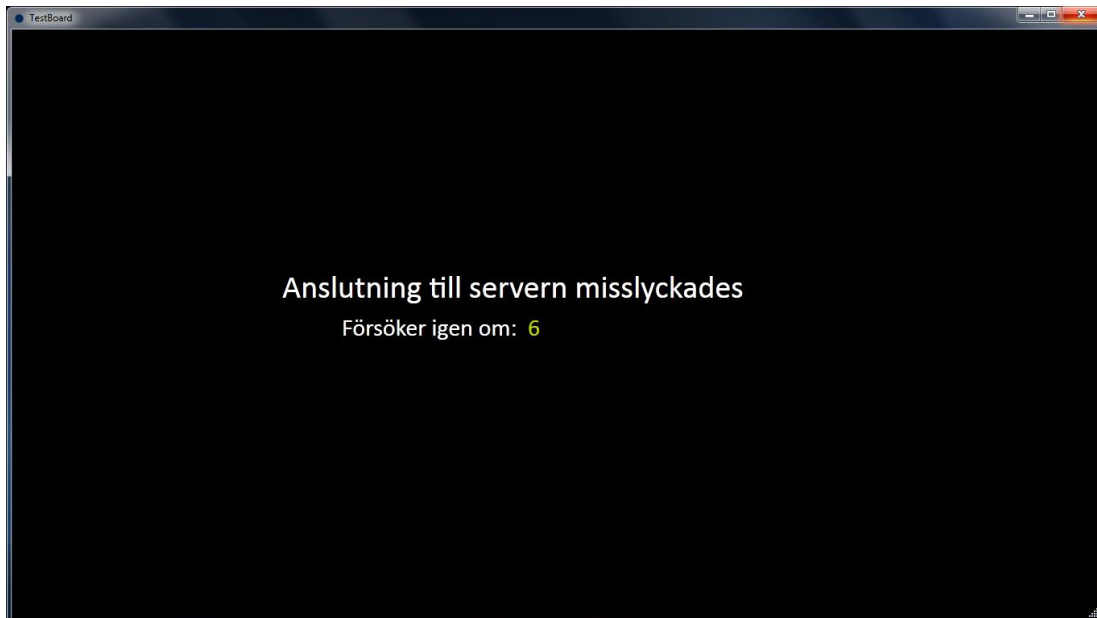 TestBoard
Anslutning till servern misslyckades
Försöker igen om: 6